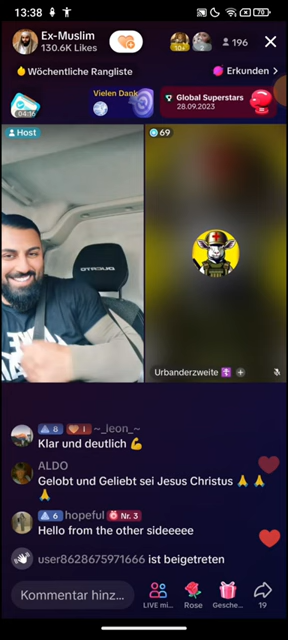 13:38
70
Ex-Muslim
130.6K Likes
196
Wöchentliche Rangliste
Erkunden >
04:16
Vielen Dank
Global Superstars
28.09.2023
Host
69
Urbanderzweite
8 I ~_leon_~
Klar und deutlich 💪
ALDO
Gelobt und Geliebt sei Jesus Christus 🙏 🙏
🙏
6 hopeful Nr. 3
Hello from the other sideeeee
user8628675971666 ist beigetreten
Kommentar hinz...
LIVE mi... Rose Gesche... 19